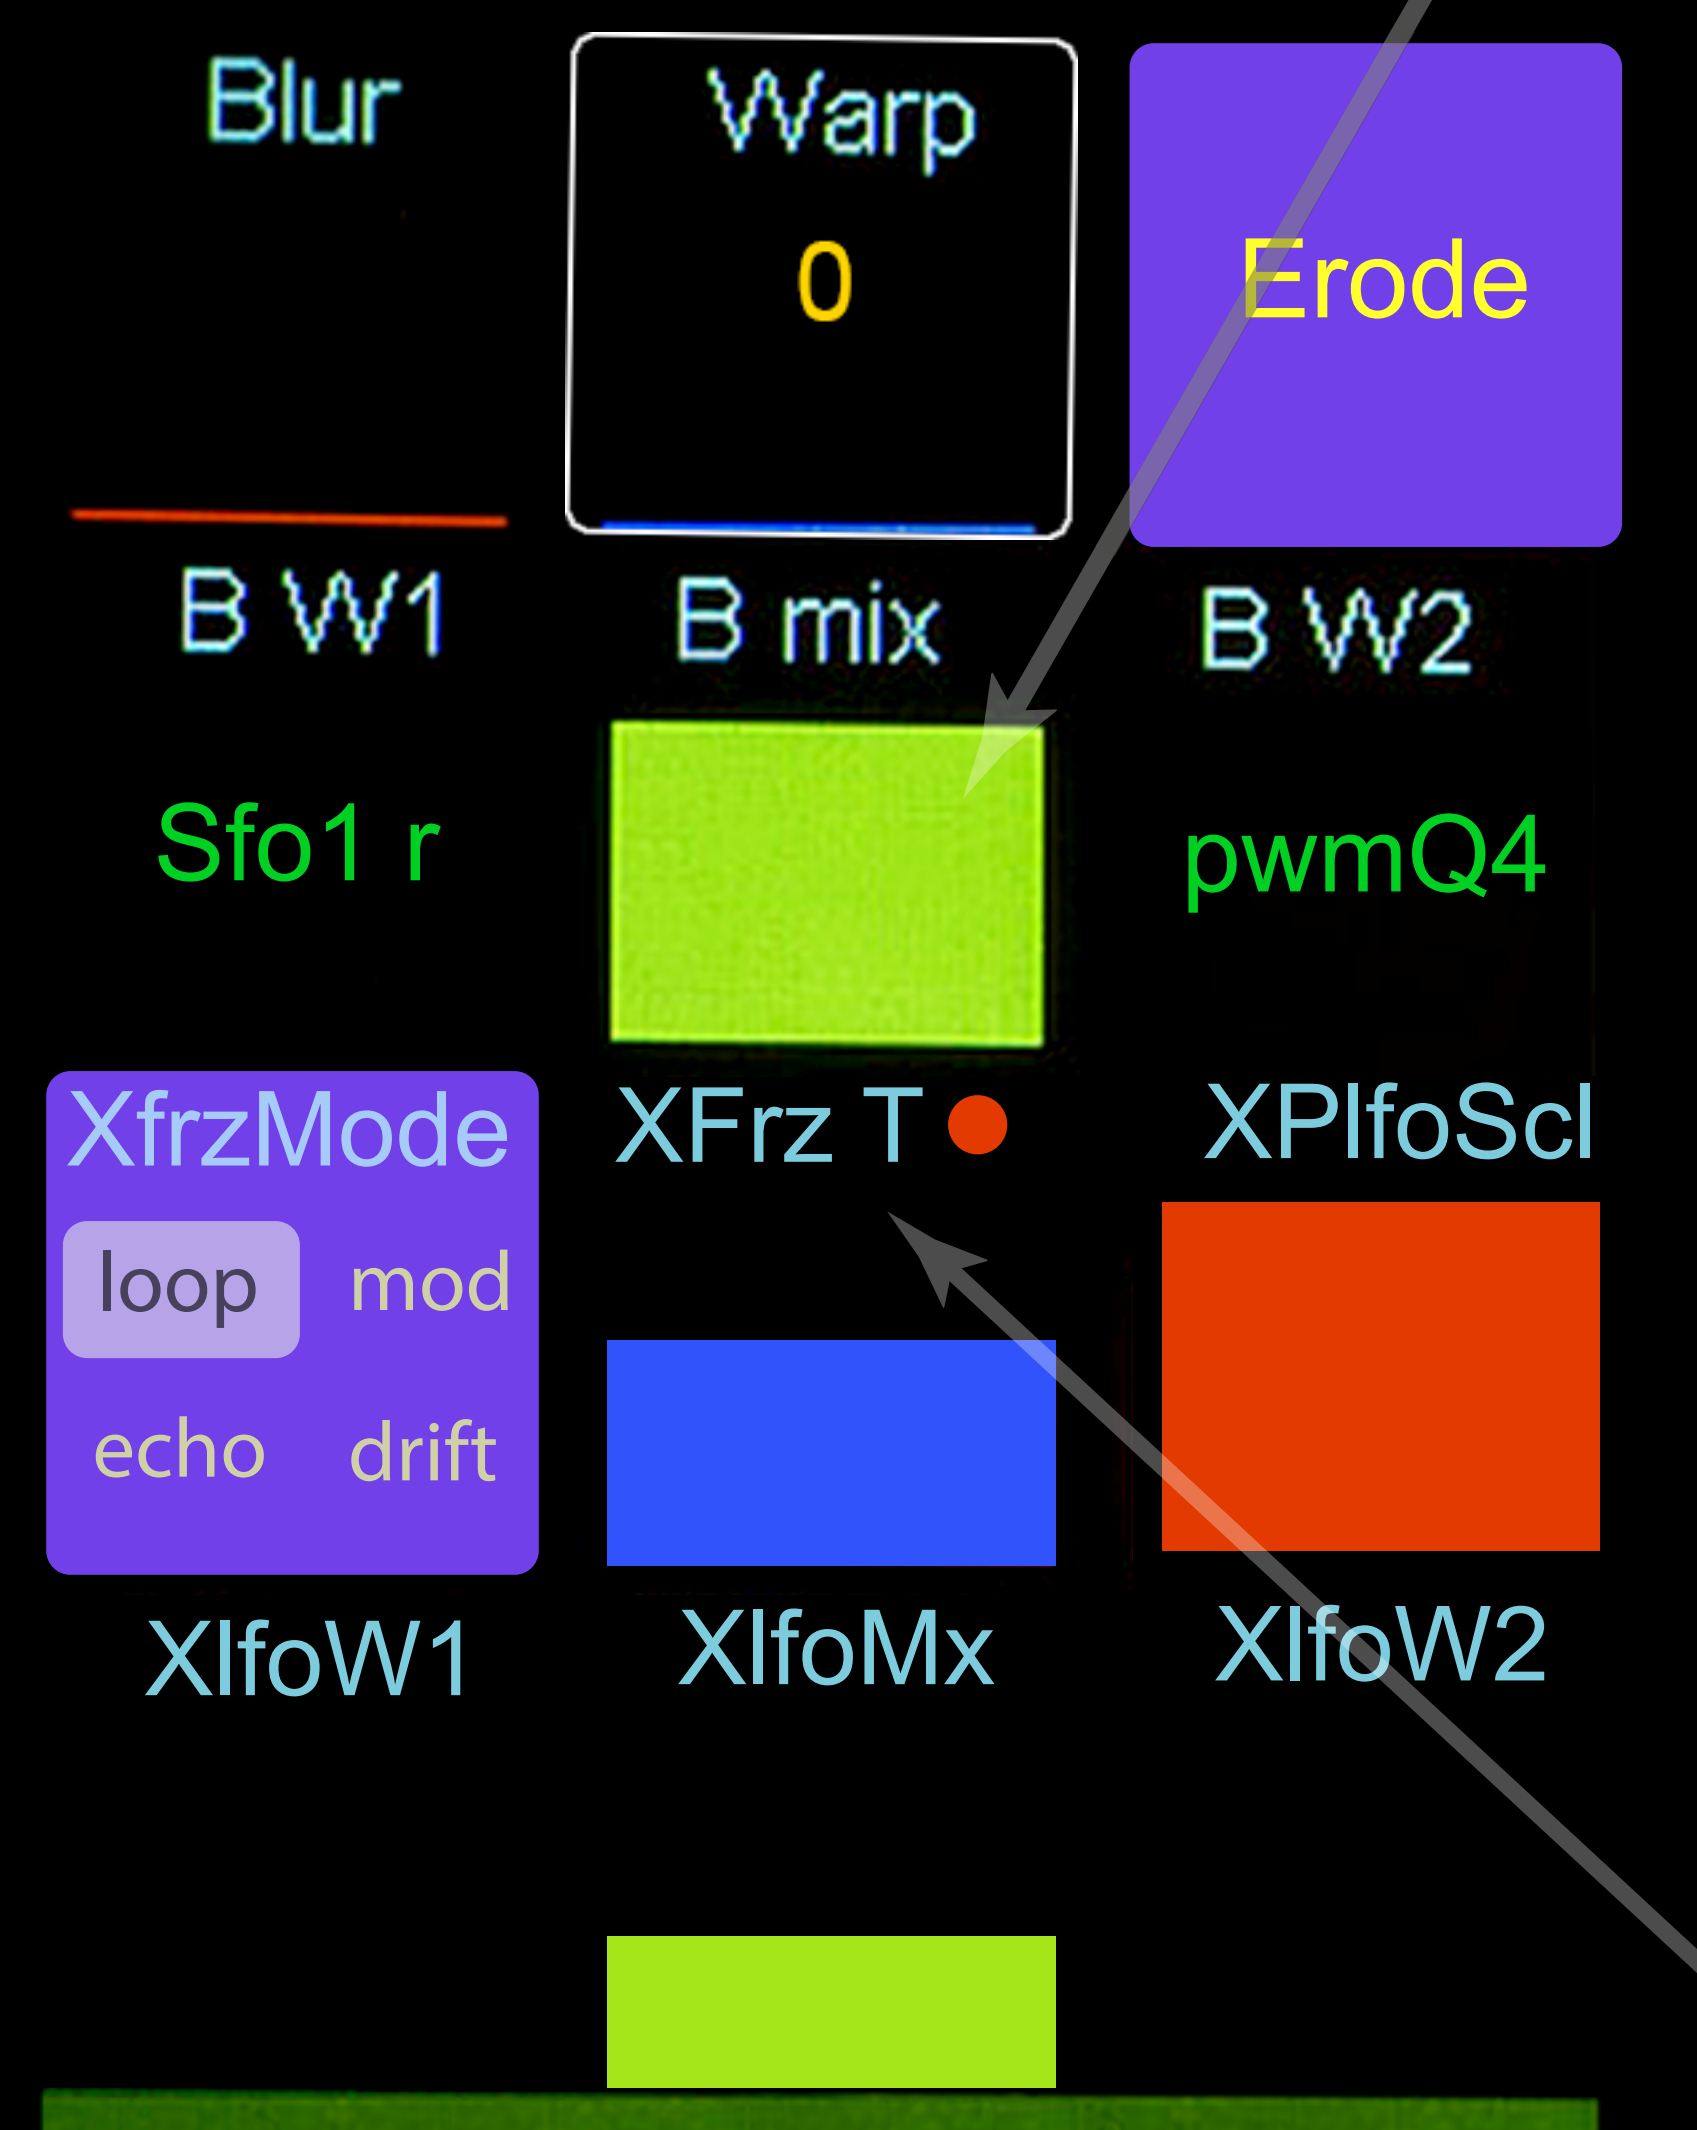 Blur Warp Erode
0
B W1 B mix B W2
Sfo1 r pwmQ4
XfrzMode XFrz T XPlfoScl
loop mod
echo drift
XlfoW1 XlfoMx XlfoW2